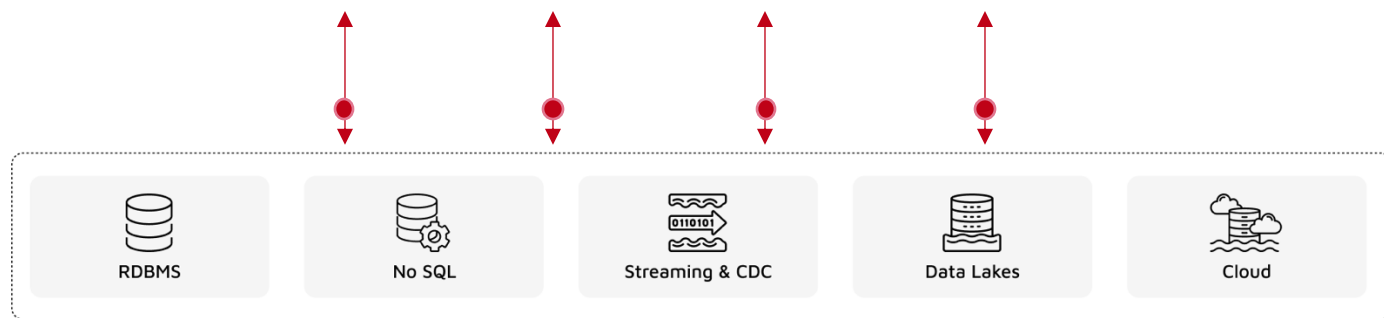 0110101
RDBMS
No SQL
Streaming & CDC
Data Lakes
Cloud